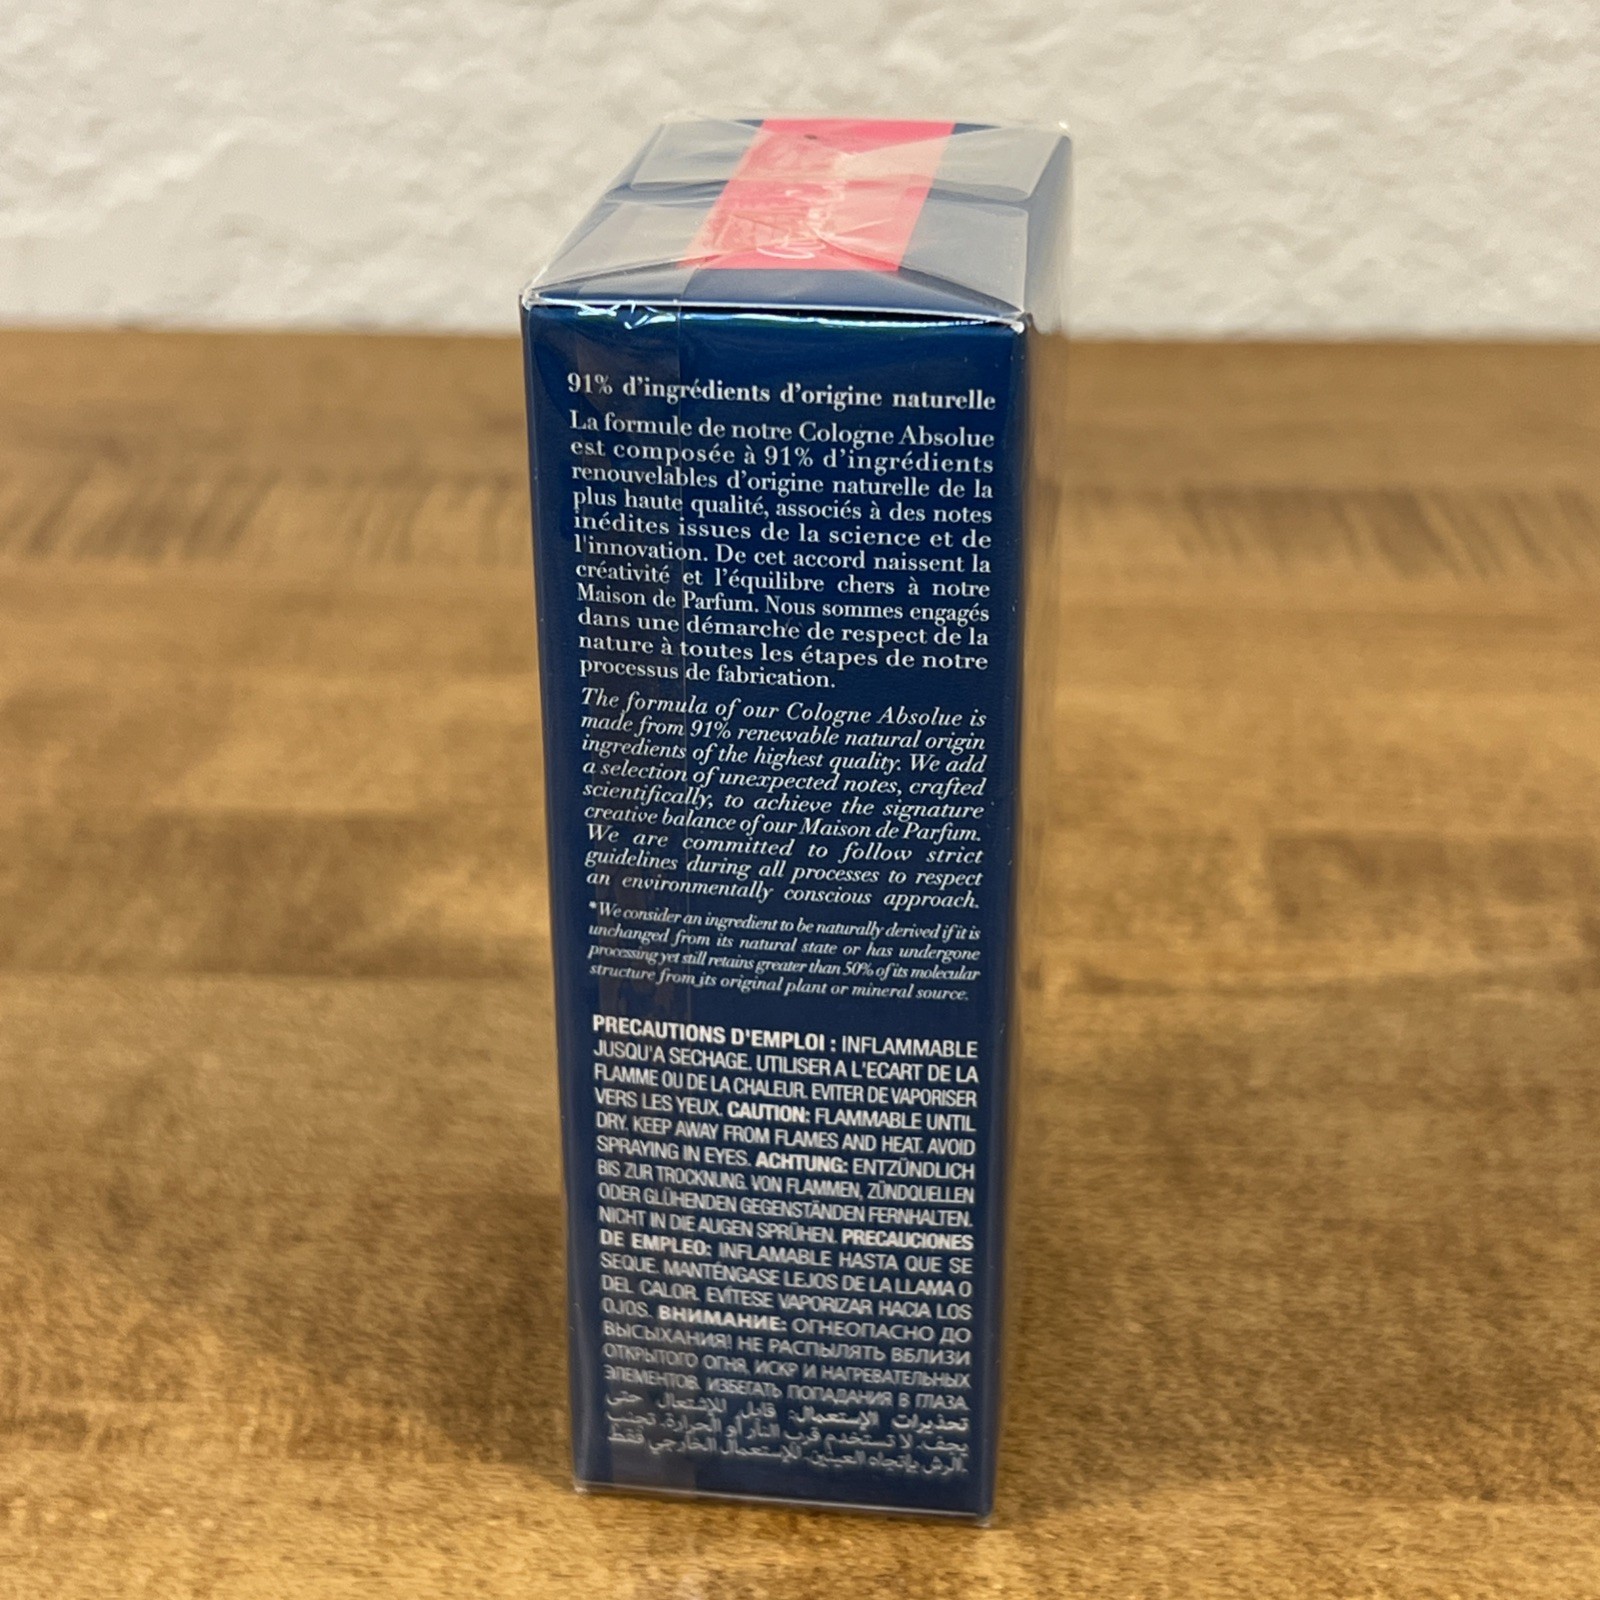 91% d'ingrédients d'origine naturelle
La formule de notre Cologne Absolue
est composée à 91% d'ingrédients
renouvelables d'origine naturelle de la
plus haute qualité, associés à des notes
inédites issues de la science et de
l'innovation. De cet accord naissent la
créativité et l'équilibre chers à notre
Maison de Parfum. Nous sommes engagés
dans une démarche de respect de la
nature à toutes les étapes de notre
processus de fabrication.
The formula of our Cologne Absolue is
made from 91% renewable natural origin
ingredients of the highest quality. We add
a selection of unexpected notes, crafted
scientifically, to achieve the signature
creative balance of our Maison de Parfum.
We are committed to follow strict
guidelines during all processes to respect
an environmentally conscious approach.
*We consider an ingredient to be naturally derived if it is
unchanged from its natural state or has undergone
processing yet still retains greater than 50% of its molecular
structure from its original plant or mineral source.
PRECAUTIONS D'EMPLOI : INFLAMMABLE
JUSQU'A SECHAGE. UTILISER A L'ECART DE LA
FLAMME OU DE LA CHALEUR. EVITER DE VAPORISER
VERS LES YEUX. CAUTION: FLAMMABLE UNTIL
DRY. KEEP AWAY FROM FLAMES AND HEAT. AVOID
SPRAYING IN EYES. ACHTUNG: ENTZÜNDLICH
BIS ZUR TROCKNUNG. VON FLAMMEN, ZÜNDQUELLEN
ODER GLÜHENDEN GEGENSTÄNDEN FERNHALTEN.
NICHT IN DIE AUGEN SPRÜHEN. PRECAUCIONES
DE EMPLEO: INFLAMABLE HASTA QUE SE
SEQUE. MANTÉNGASE LEJOS DE LA LLAMA O
DEL CALOR. EVÍTESE VAPORIZAR HACIA LOS
OJOS. ВНИМАНИЕ: ОГНЕОПАСНО ДО
ВЫСЫХАНИЯ! НЕ РАСПЫЛЯТЬ ВБЛИЗИ
ОТКРЫТОГО ОГНЯ, ИСКР И НАГРЕВАТЕЛЬНЫХ
ЭЛЕМЕНТОВ. ИЗБЕГАТЬ ПОПАДАНИЯ В ГЛАЗА.
تحذيرات الإستعمال: قابل للإشتعال حتى
يجف. لا تستخدم قرب النار أو الحرارة. تجنب
الرش بإتجاه العينين. للإستعمال الخارجي فقط.